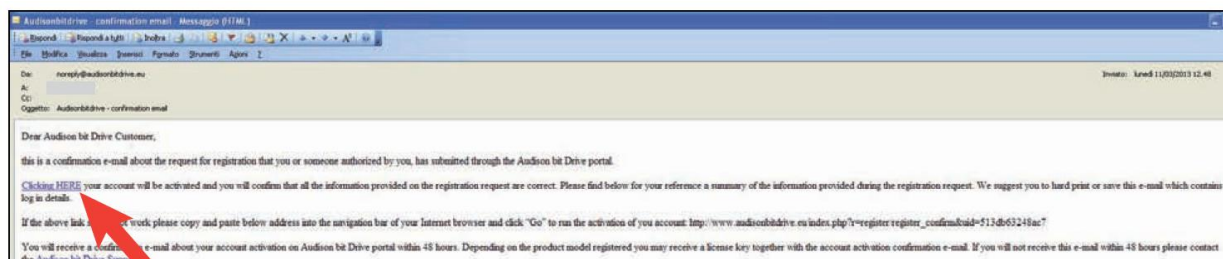 Audisonbitdrive - confirmation email - Messaggio (HTML)
Rispondi Rispondi a tutti Inoltra
File Modifica Visualizza Inserisci Formato Strumenti Azioni ?
Da: noreply@audisonbitdrive.eu Inviato: lunedì 11/03/2013 12.48
A:
Cc:
Oggetto: Audisonbitdrive - confirmation email
Dear Audison bit Drive Customer,
this is a confirmation e-mail about the request for registration that you or someone authorized by you, has submitted through the Audison bit Drive portal.
Clicking HERE your account will be activated and you will confirm that all the information provided on the registration request are correct. Please find below for your reference a summary of the information provided during the registration request. We suggest you to hard print or save this e-mail which contains
log in details.
If the above link work please copy and paste below address into the navigation bar of your Internet browser and click "Go" to run the activation of you account: http://www.audisonbitdrive.eu/index.php?r=register/register_confirm&uid=513db63248ac7
You will receive a e-mail about your account activation on Audison bit Drive portal within 48 hours. Depending on the product model registered you may receive a license key together with the account activation confirmation e-mail. If you will not receive this e-mail within 48 hours please contact
the Audison bit Drive